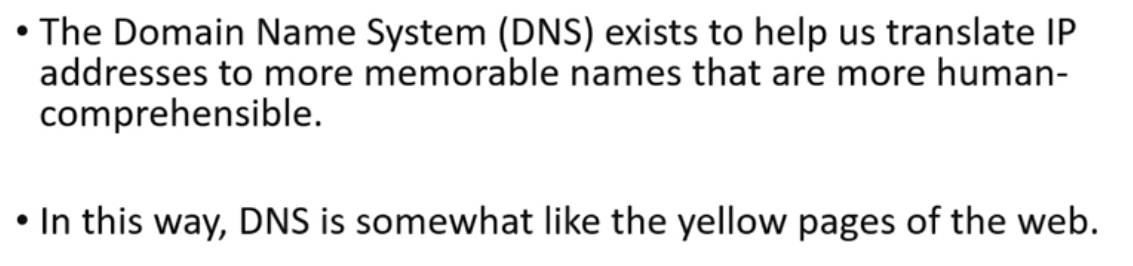 • The Domain Name System (DNS) exists to help us translate IP
addresses to more memorable names that are more human-
comprehensible.
• In this way, DNS is somewhat like the yellow pages of the web.